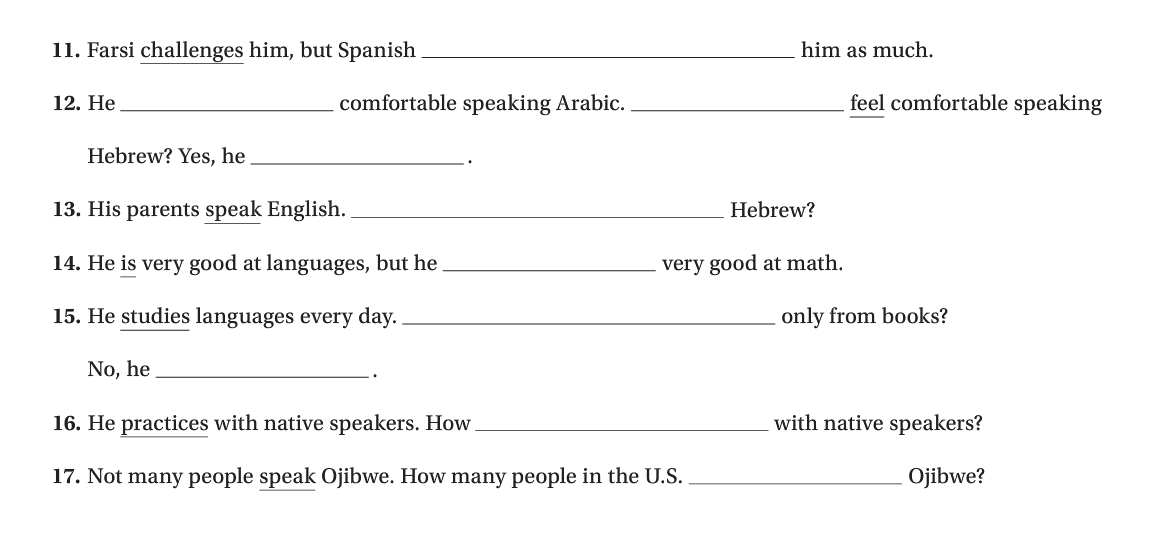 11. Farsi challenges him, but Spanish ______________________ him as much.
12. He ______________ comfortable speaking Arabic. ______________ feel comfortable speaking
Hebrew? Yes, he ______________.
13. His parents speak English. ______________________ Hebrew?
14. He is very good at languages, but he ______________ very good at math.
15. He studies languages every day. ______________________ only from books?
No, he ______________.
16. He practices with native speakers. How __________________ with native speakers?
17. Not many people speak Ojibwe. How many people in the U.S. ______________ Ojibwe?